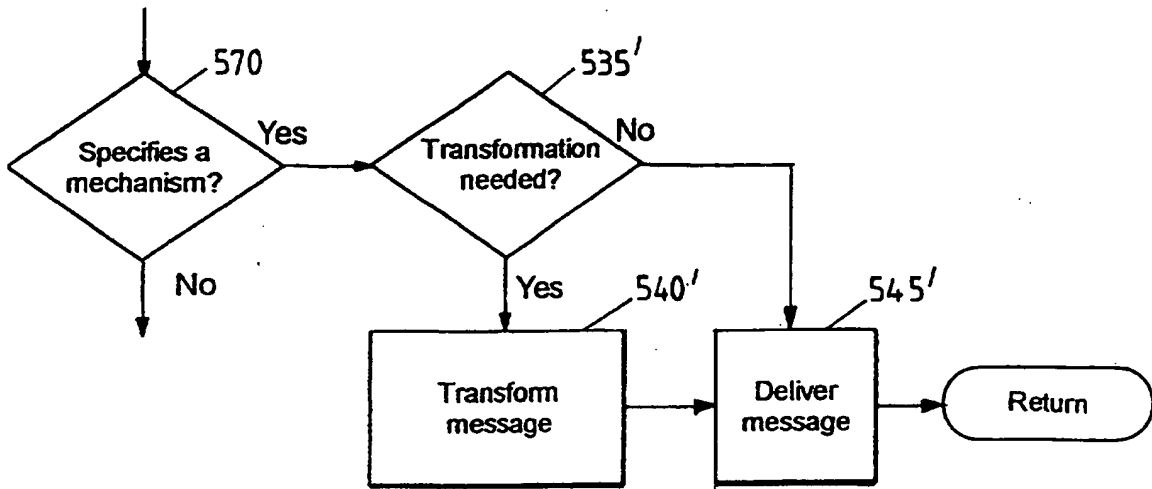 570
Specifies a
mechanism?
Yes
No
535'
Transformation
needed?
No
Yes
540'
Transform
message
545'
Deliver
message
Return